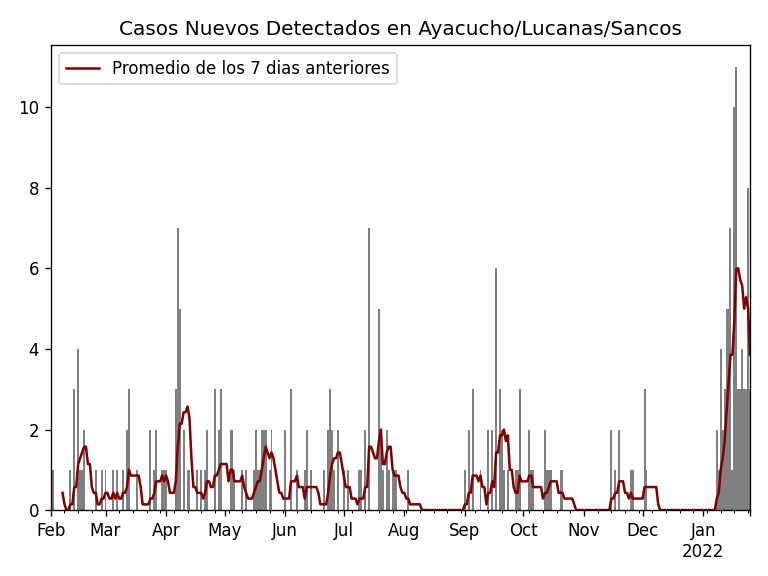 Casos Nuevos Detectados en Ayacucho/Lucanas/Sancos
Promedio de los 7 dias anteriores
10
8
6
4
2
0
Feb Mar Apr May Jun Jul Aug Sep Oct Nov Dec Jan
2022